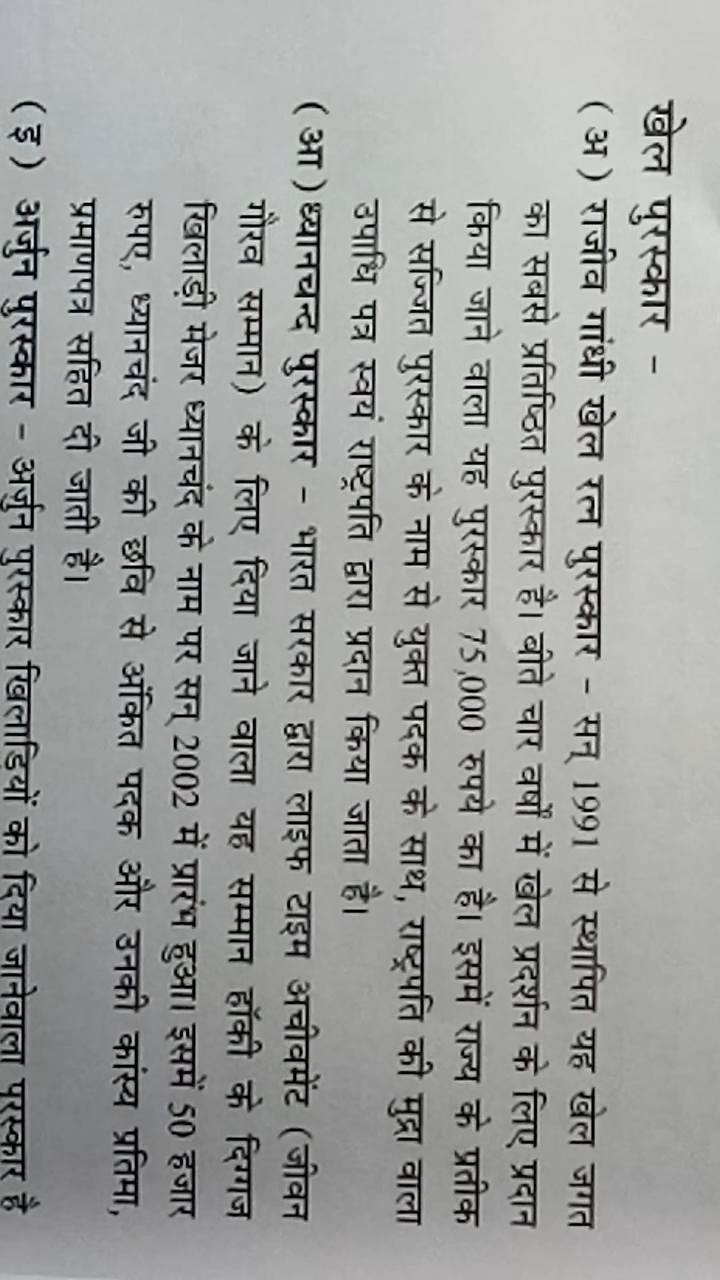 खेल पुरस्कार –
( अ ) राजीव गांधी खेल रत्न पुरस्कार – सन् 1991 से स्थापित यह खेल जगत
का सबसे प्रतिष्ठित पुरस्कार है। बीते चार वर्षों में खेल प्रदर्शन के लिए प्रदान
किया जाने वाला यह पुरस्कार 75,000 रुपये का है। इसमें राज्य के प्रतीक
से सज्जित पुरस्कार के नाम से युक्त पदक के साथ, राष्ट्रपति की मुद्रा वाला
उपाधि पत्र स्वयं राष्ट्रपति द्वारा प्रदान किया जाता है।
( आ ) ध्यानचन्द पुरस्कार – भारत सरकार द्वारा लाइफ टाइम अचीवमेंट (जीवन
गौरव सम्मान) के लिए दिया जाने वाला यह सम्मान हॉकी के दिग्गज
खिलाड़ी मेजर ध्यानचंद के नाम पर सन् 2002 में प्रारंभ हुआ। इसमें 50 हजार
रुपए, ध्यानचंद जी की छवि से अंकित पदक और उनकी कांस्य प्रतिमा,
प्रमाणपत्र सहित दी जाती है।
( इ ) अर्जुन पुरस्कार – अर्जुन पुरस्कार खिलाडियों को दिया जानेवाला पुरस्कार है